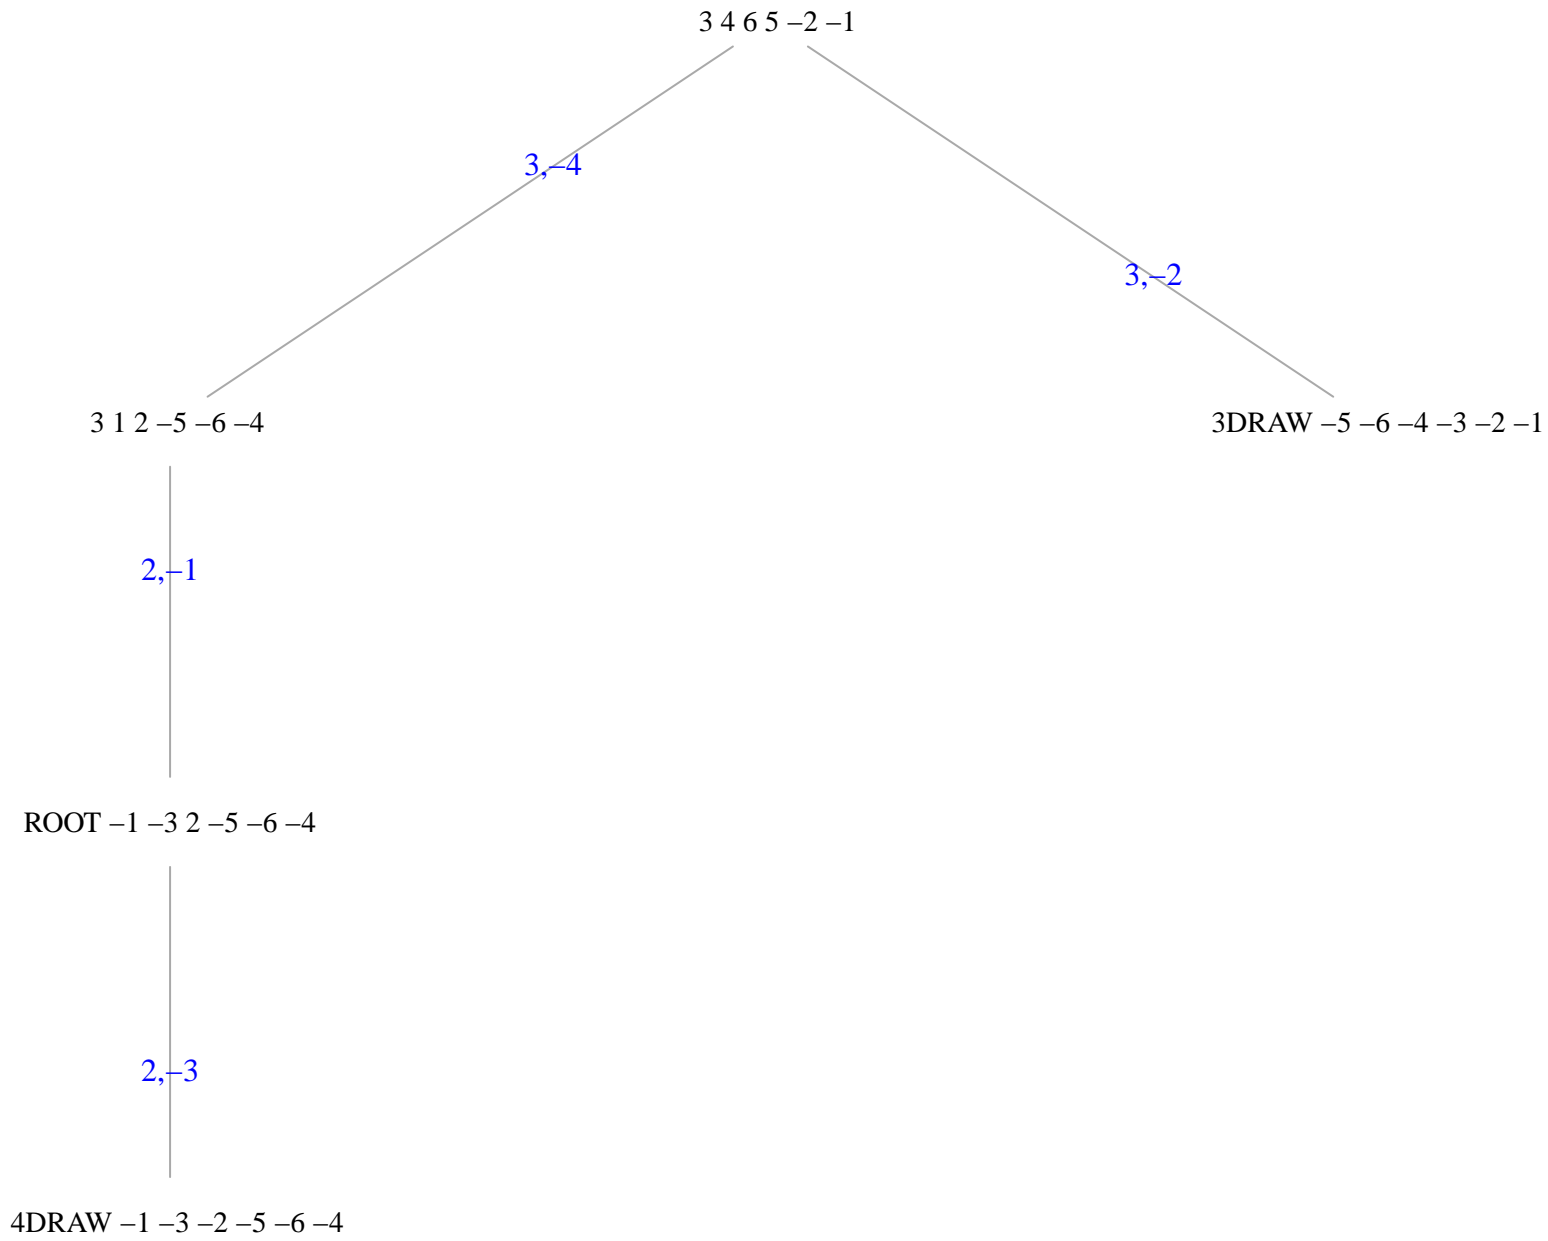 3 4 6 5 –2 –1
3,–4
3,–2
3 1 2 –5 –6 –4
3DRAW –5 –6 –4 –3 –2 –1
2,–1
ROOT –1 –3 2 –5 –6 –4
2,–3
4DRAW –1 –3 –2 –5 –6 –4